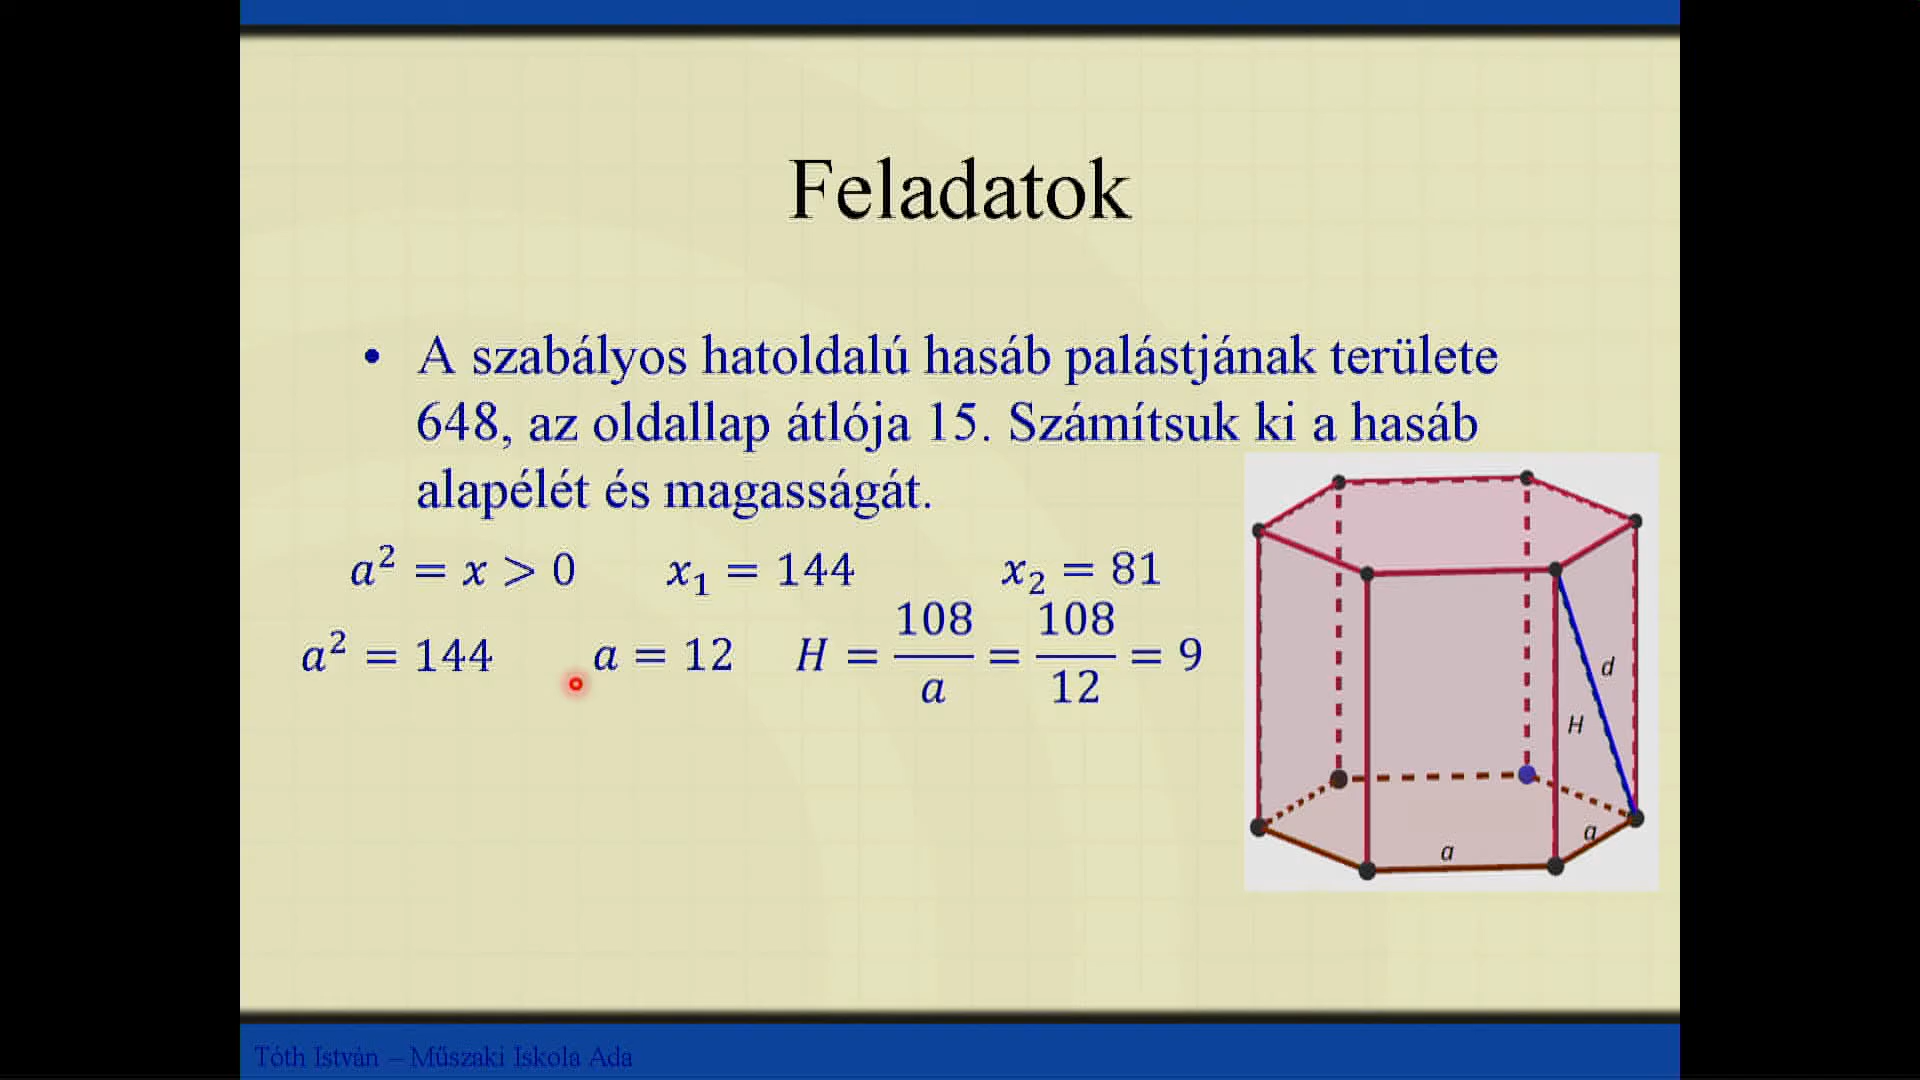 Feladatok
• A szabályos hatoldalú hasáb palástjának területe
648, az oldallap átlója 15. Számítsuk ki a hasáb
alapélét és magasságát.
a² = x > 0 x₁ = 144 x₂ = 81
a² = 144 a = 12 H = 108/a = 108/12 = 9
d
H
a
a
Tóth István – Műszaki Iskola Ada